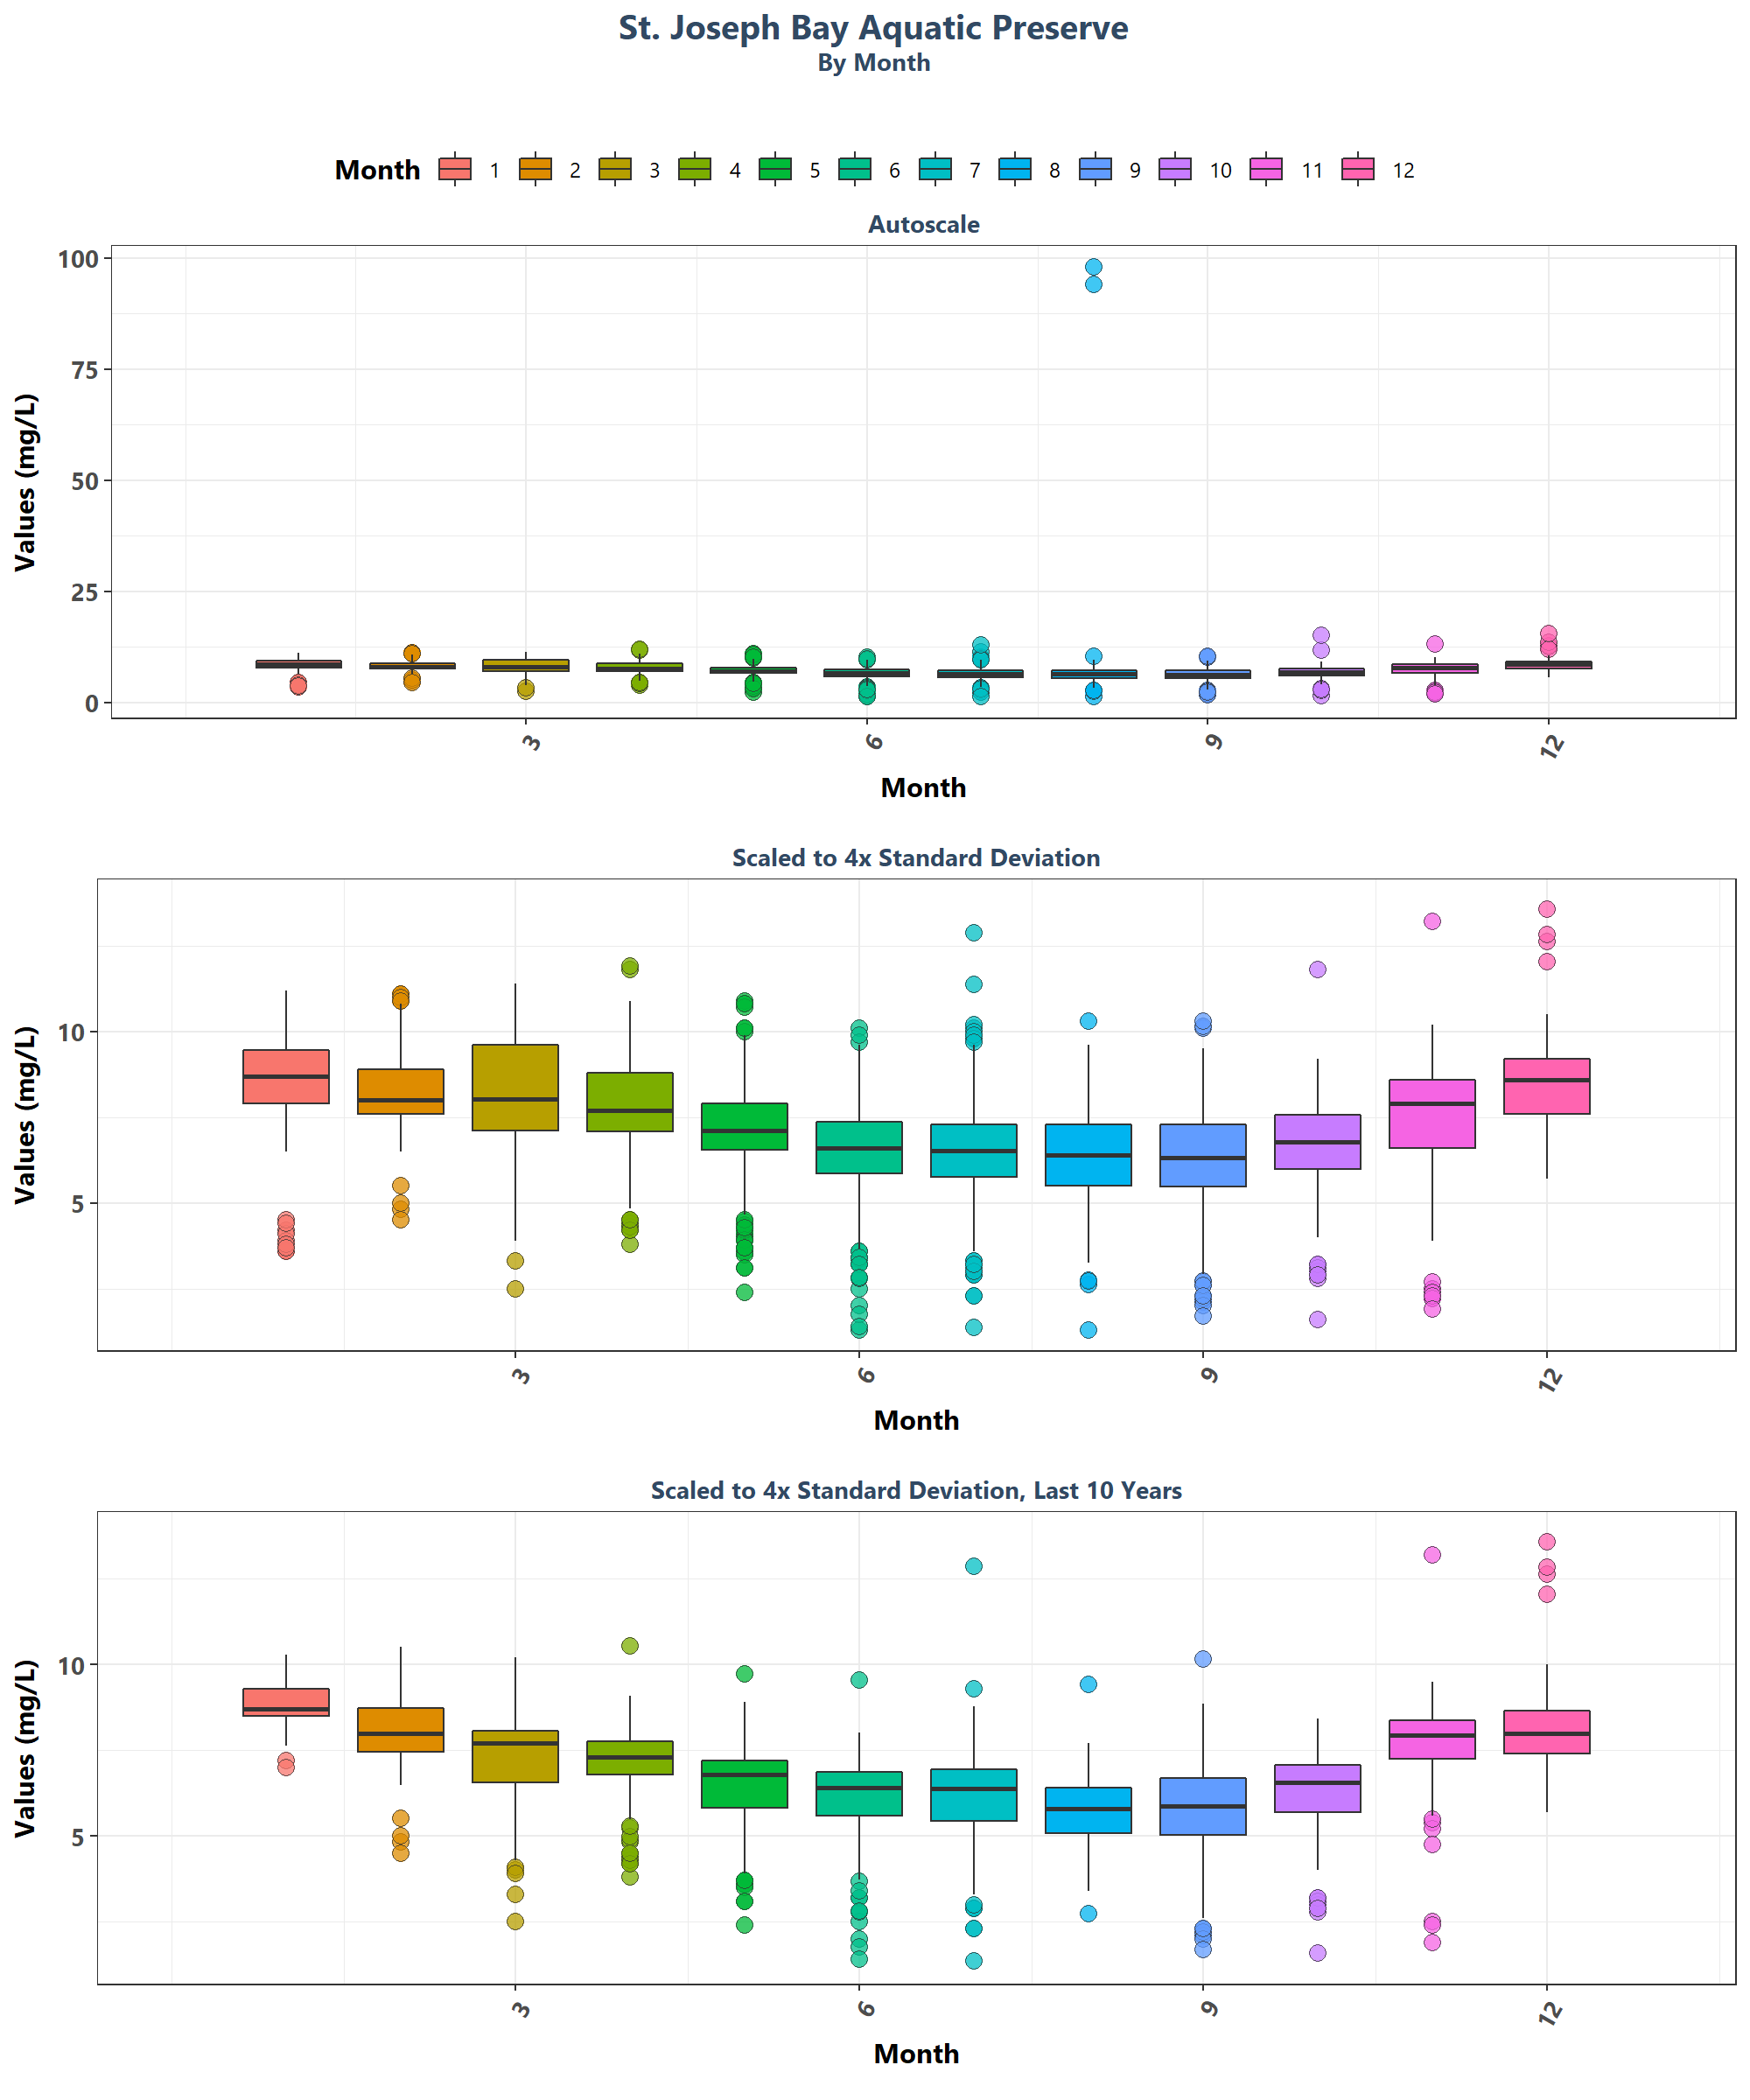 St. Joseph Bay Aquatic Preserve
By Month
Month 1 2 3 4 5 6 7 8 9 10 11 12
Autoscale
Values (mg/L)
100
75
50
25
0
3 6 9 12
Month
Scaled to 4x Standard Deviation
Values (mg/L)
10
5
3 6 9 12
Month
Scaled to 4x Standard Deviation, Last 10 Years
Values (mg/L)
10
5
3 6 9 12
Month